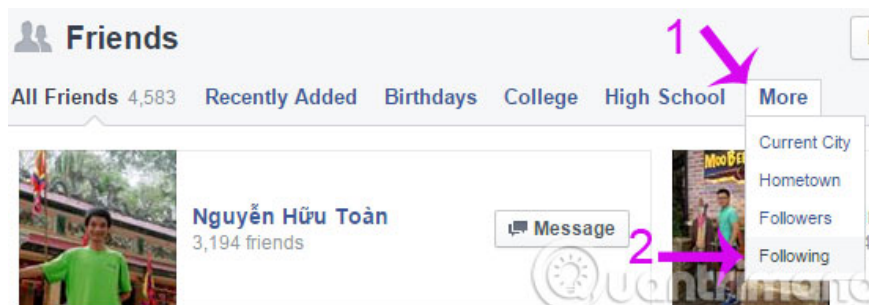 Friends
1
All Friends 4,583 Recently Added Birthdays College High School More
Current City
Hometown
Followers
Following
Nguyễn Hữu Toàn
3,194 friends
Message
2